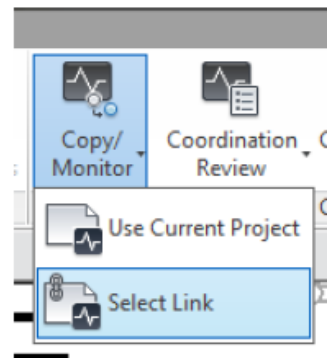 Copy/ Coordination
Monitor Review
Use Current Project
Select Link